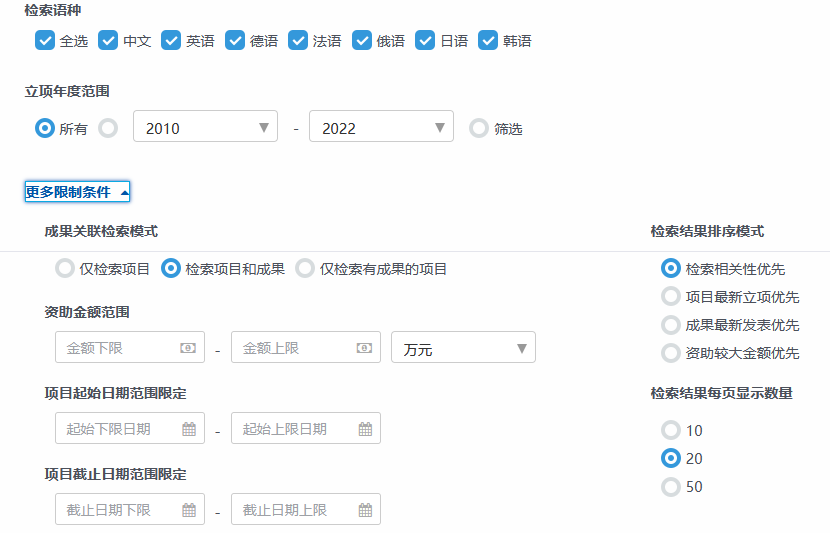 检索语种
全选 中文 英语 德语 法语 俄语 日语 韩语
立项年度范围
所有 2010 - 2022 筛选
更多限制条件
成果关联检索模式
仅检索项目 检索项目和成果 仅检索有成果的项目
资助金额范围
金额下限 - 金额上限 万元
项目起始日期范围限定
起始下限日期 - 起始上限日期
项目截止日期范围限定
截止日期下限 - 截止日期上限
检索结果排序模式
检索相关性优先
项目最新立项优先
成果最新发表优先
资助较大金额优先
检索结果每页显示数量
10
20
50